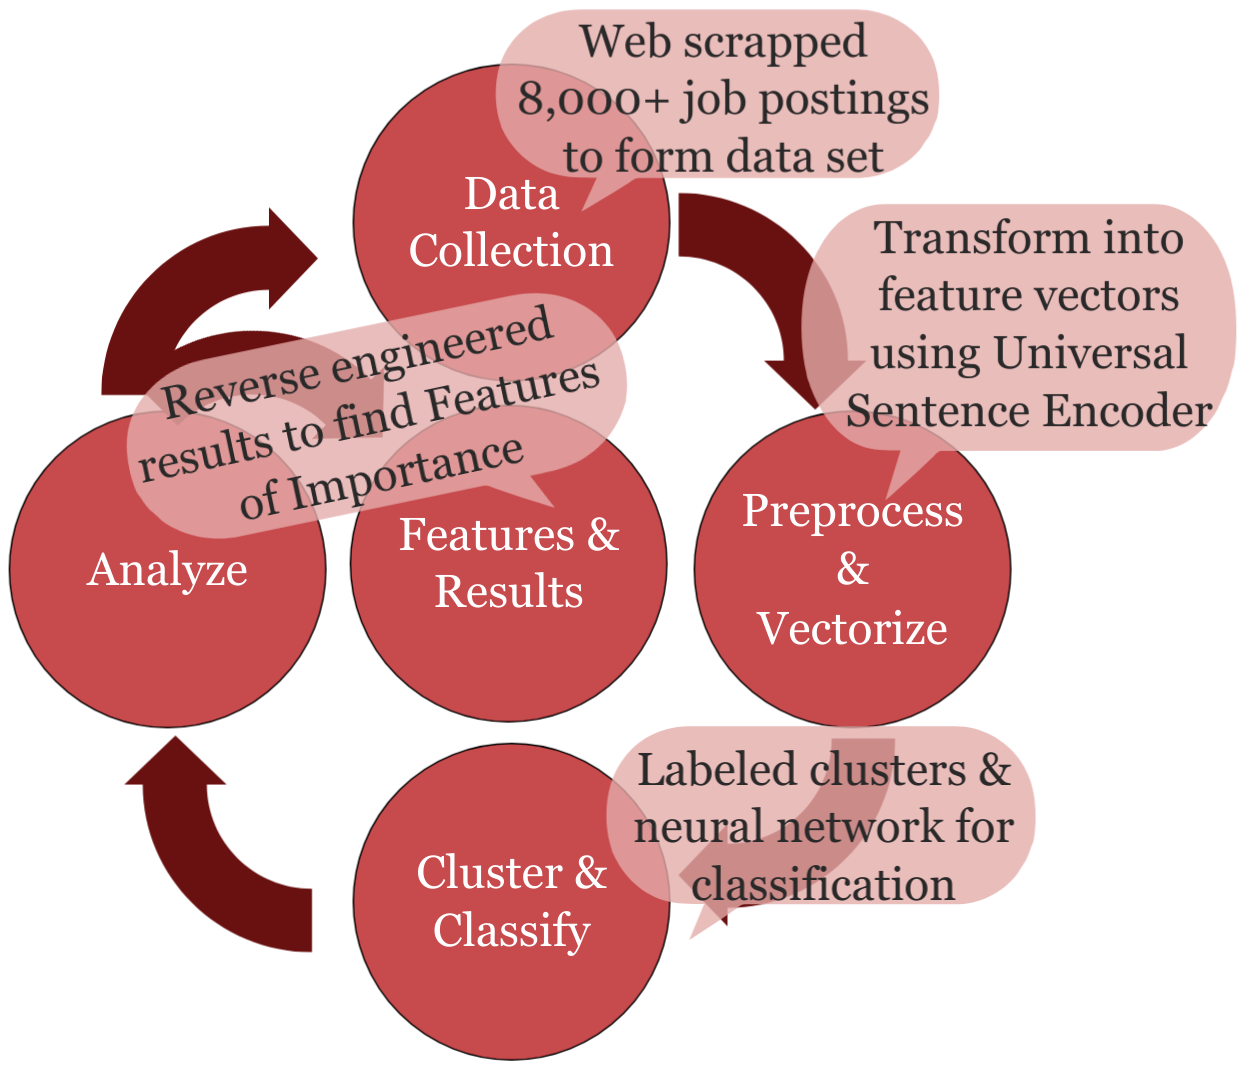 Web scrapped
8,000+ job postings
to form data set
Data
Collection
Transform into
feature vectors
using Universal
Sentence Encoder
Reverse engineered
results to find Features
of Importance
Analyze
Features &
Results
Preprocess
&
Vectorize
Labeled clusters &
neural network for
classification
Cluster &
Classify